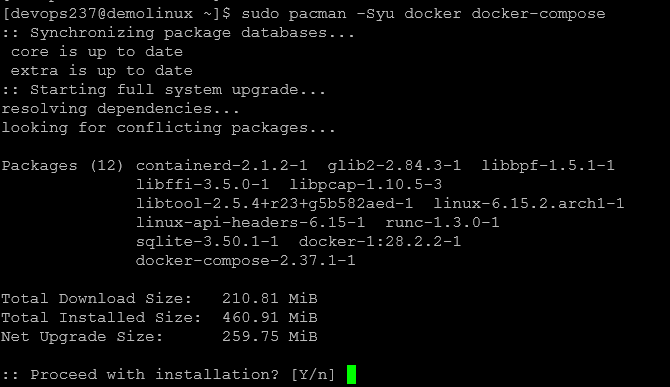 [devops237@demolinux ~]$ sudo pacman -Syu docker docker-compose
:: Synchronizing package databases...
 core is up to date
 extra is up to date
:: Starting full system upgrade...
resolving dependencies...
looking for conflicting packages...

Packages (12) containerd-2.1.2-1  glib2-2.84.3-1  libbpf-1.5.1-1
              libffi-3.5.0-1  libpcap-1.10.5-3
              libtool-2.5.4+r23+g5b582aed-1  linux-6.15.2.arch1-1
              linux-api-headers-6.15-1  runc-1.3.0-1
              sqlite-3.50.1-1  docker-1:28.2.2-1
              docker-compose-2.37.1-1

Total Download Size:   210.81 MiB
Total Installed Size:  460.91 MiB
Net Upgrade Size:      259.75 MiB

:: Proceed with installation? [Y/n]